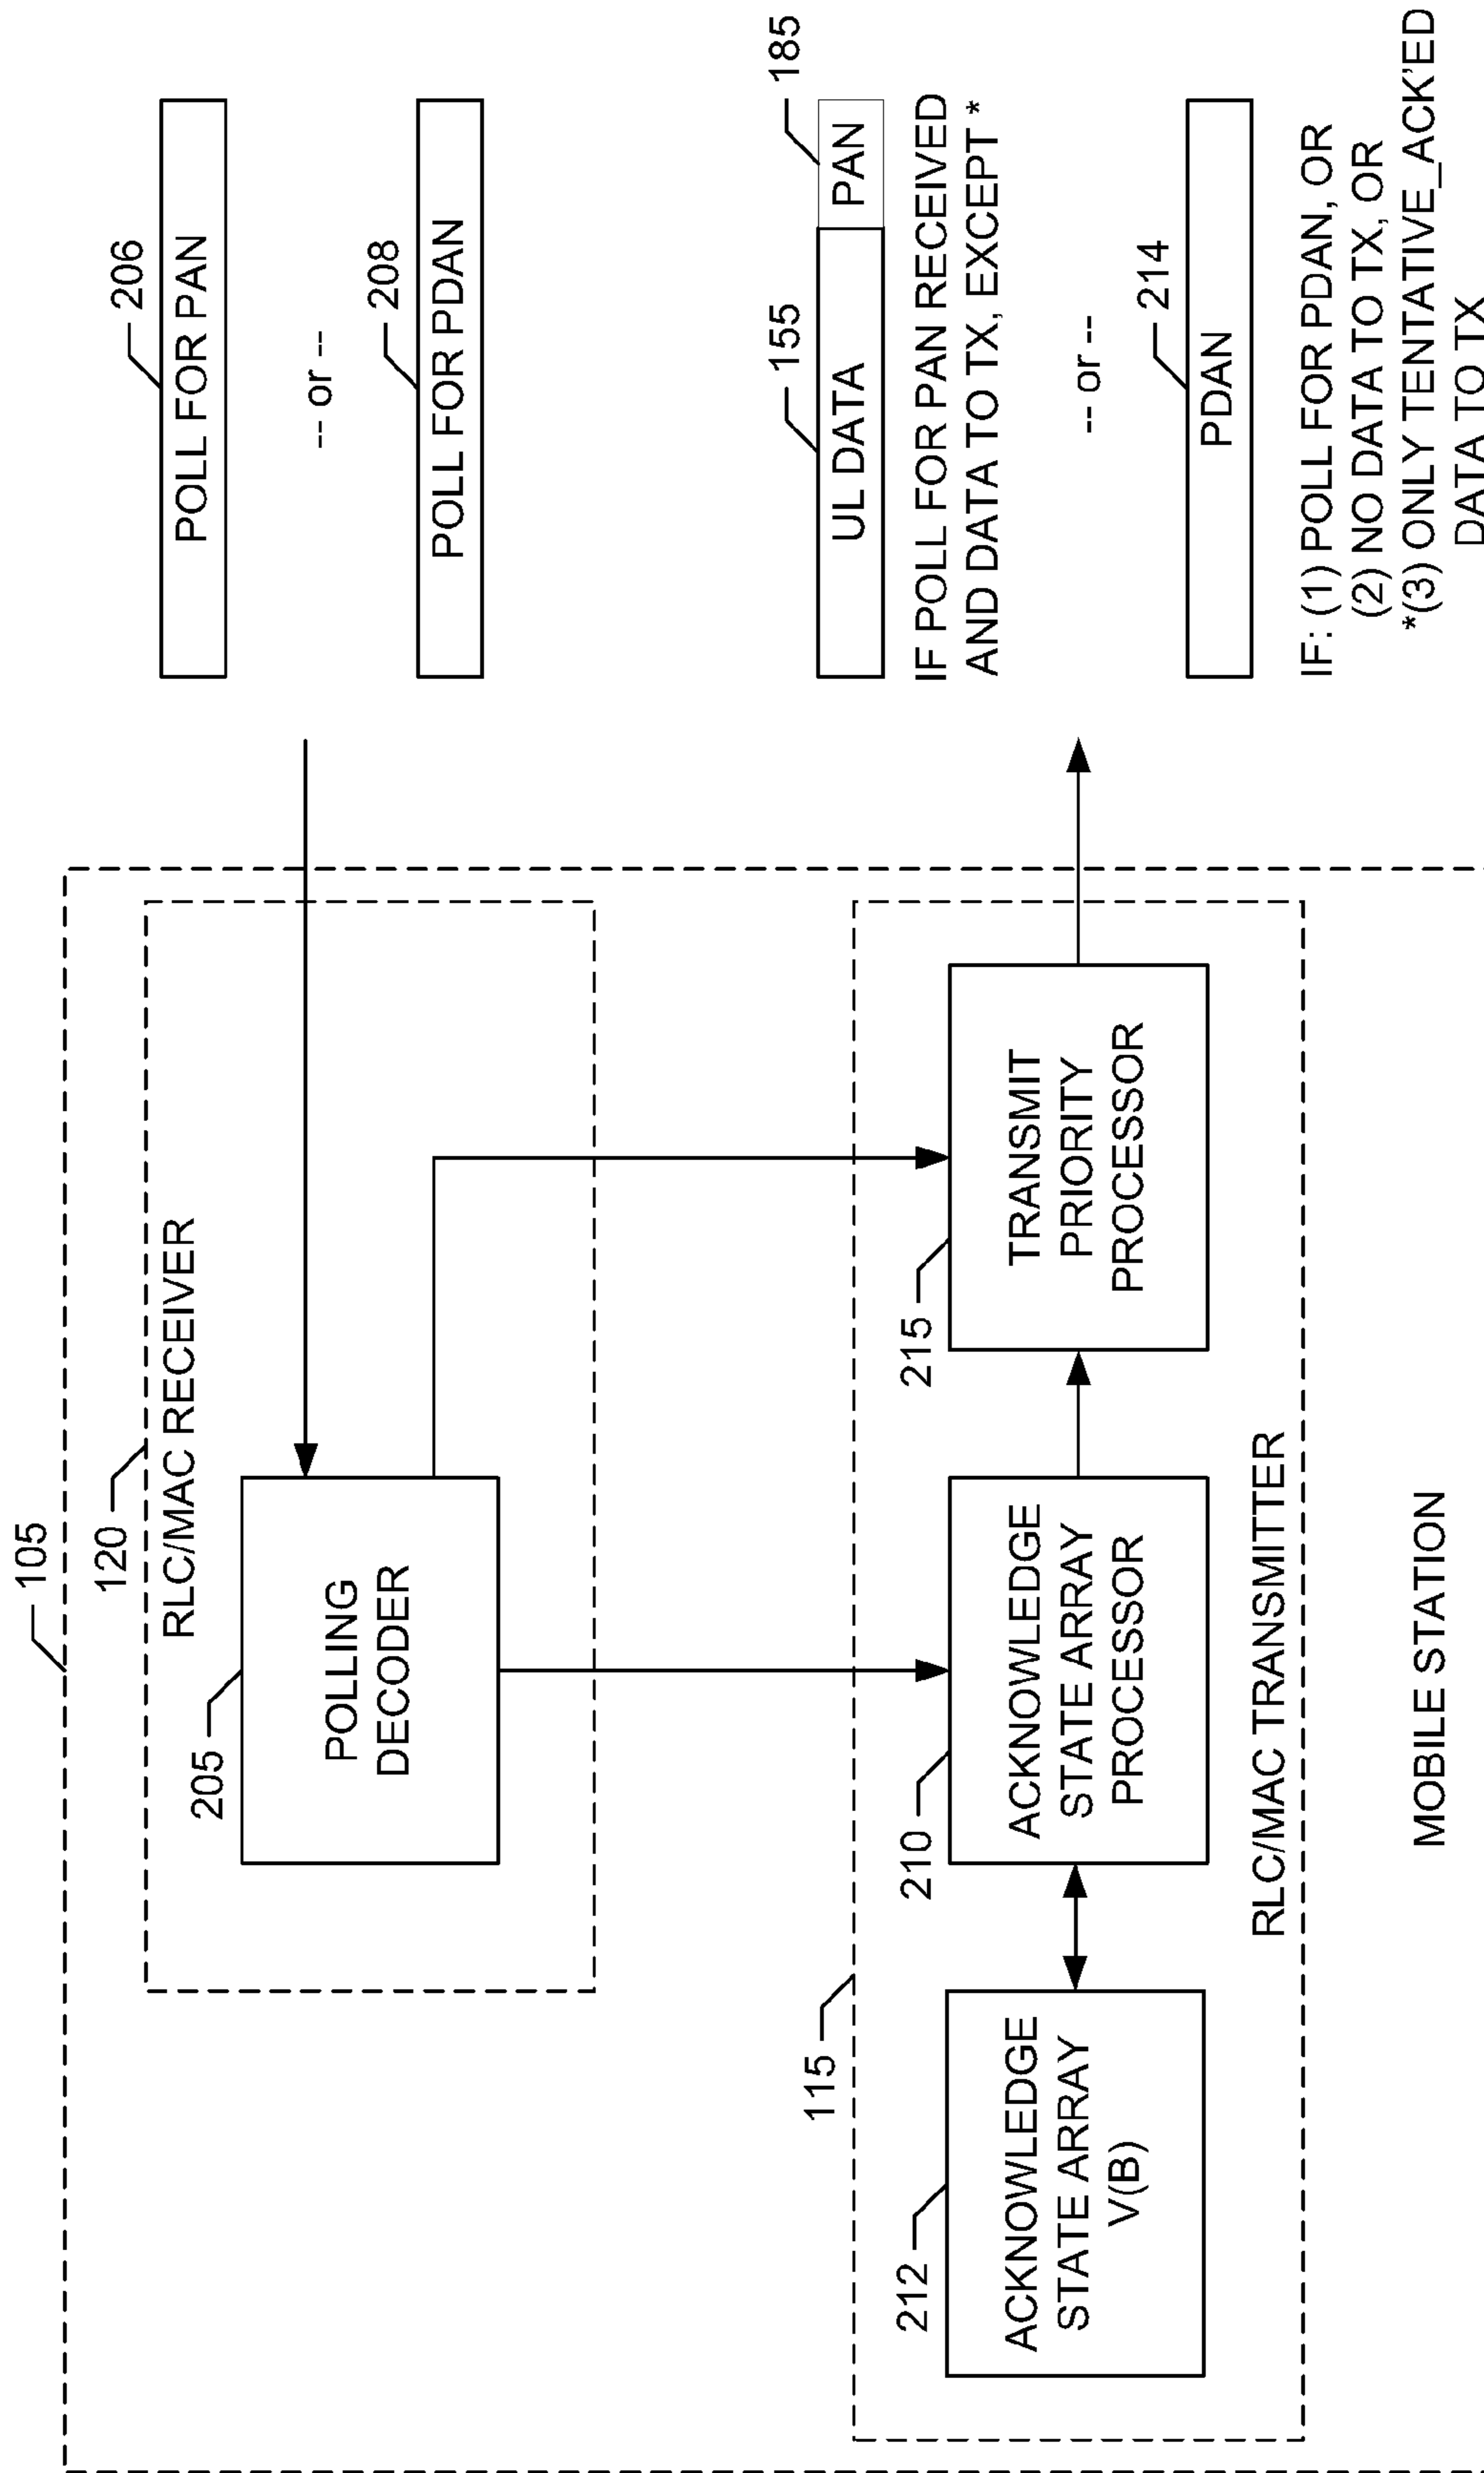 105
120
RLC/MAC RECEIVER
205
POLLING
DECODER
206
POLL FOR PAN
-- or --
208
POLL FOR PDAN
115
212
ACKNOWLEDGE
STATE ARRAY
V(B)
210
ACKNOWLEDGE
STATE ARRAY
PROCESSOR
215
TRANSMIT
PRIORITY
PROCESSOR
RLC/MAC TRANSMITTER
MOBILE STATION
155
185
UL DATA
PAN
IF POLL FOR PAN RECEIVED
AND DATA TO TX, EXCEPT *
-- or --
214
PDAN
IF: (1) POLL FOR PDAN, OR
(2) NO DATA TO TX, OR
*(3) ONLY TENTATIVE_ACK'ED
DATA TO TX